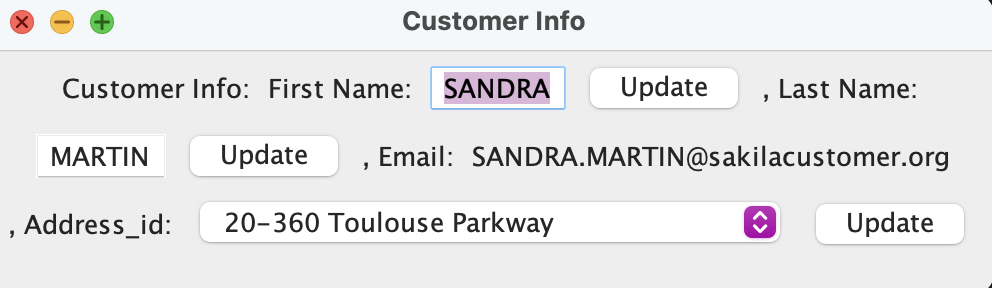 Customer Info
Customer Info: First Name: SANDRA Update , Last Name:
MARTIN Update , Email: SANDRA.MARTIN@sakilacustomer.org
, Address_id: 20-360 Toulouse Parkway Update